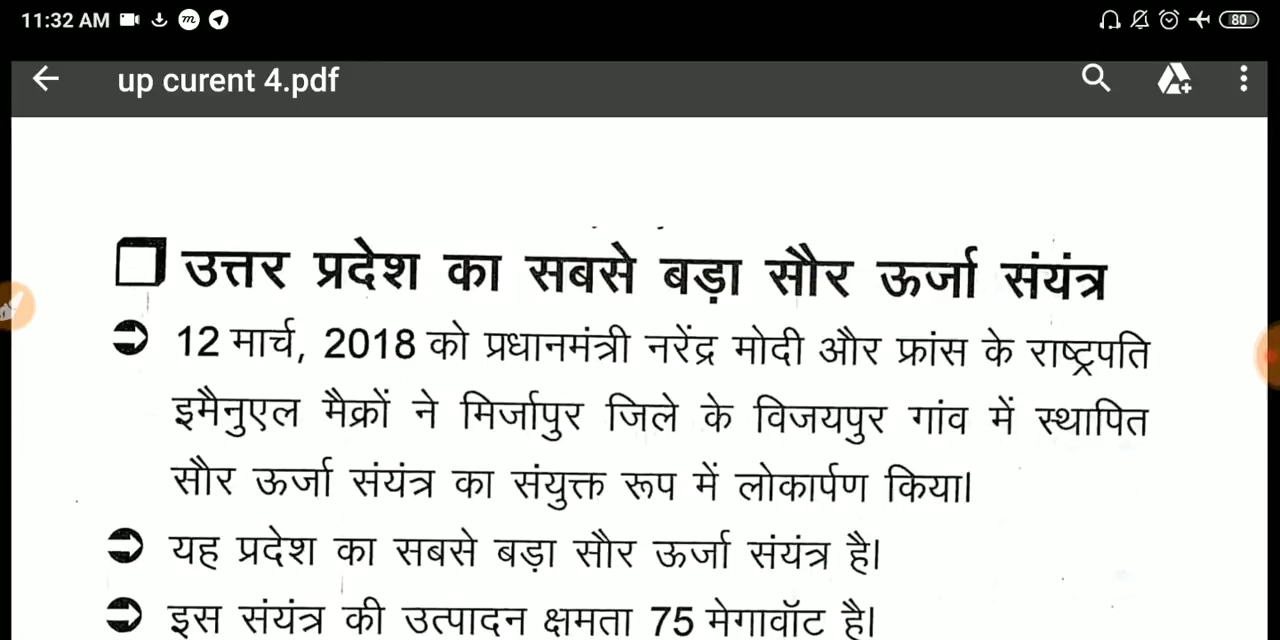 11:32 AM
80
up curent 4.pdf
उत्तर प्रदेश का सबसे बड़ा सौर ऊर्जा संयंत्र
12 मार्च, 2018 को प्रधानमंत्री नरेंद्र मोदी और फ्रांस के राष्ट्रपति
इमैनुएल मैक्रों ने मिर्जापुर जिले के विजयपुर गांव में स्थापित
सौर ऊर्जा संयंत्र का संयुक्त रूप में लोकार्पण किया।
यह प्रदेश का सबसे बड़ा सौर ऊर्जा संयंत्र है।
इस संयंत्र की उत्पादन क्षमता 75 मेगावॉट है।